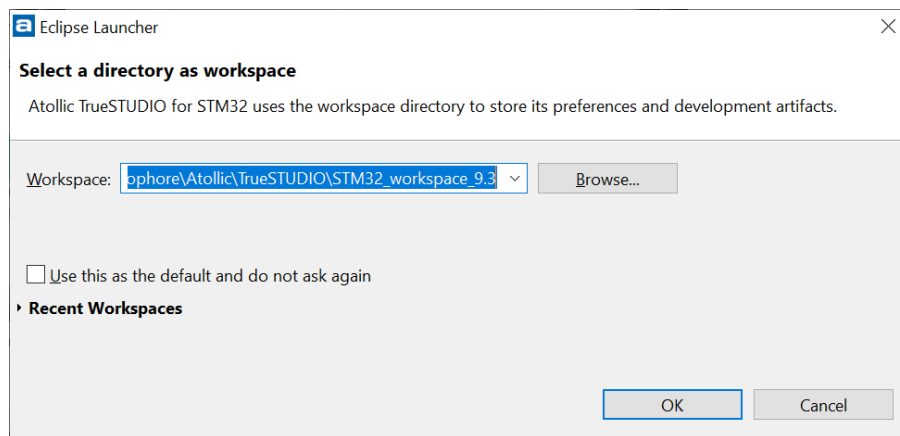 Eclipse Launcher
Select a directory as workspace
Atollic TrueSTUDIO for STM32 uses the workspace directory to store its preferences and development artifacts.
Workspace: ophore\Atollic\TrueSTUDIO\STM32_workspace_9.3 Browse...
Use this as the default and do not ask again
Recent Workspaces
OK Cancel